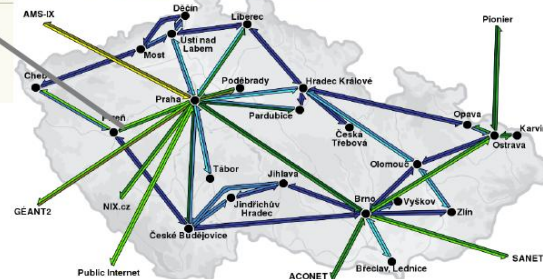 AMS-IX
Děčín
Liberec
Pionier
Ústí nad
Labem
Most
Cheb
Poděbrady
Hradec Králové
Praha
Pardubice
Opava
Karvi
Ostrava
Česká
Třebová
Olomouc
Tábor
Jihlava
Jindřichův
Hradec
Brno
Vyškov
Zlín
GÉANT2
NIX.cz
České Budějovice
Public Internet
Břeclav, Lednice
SANET
ACONET